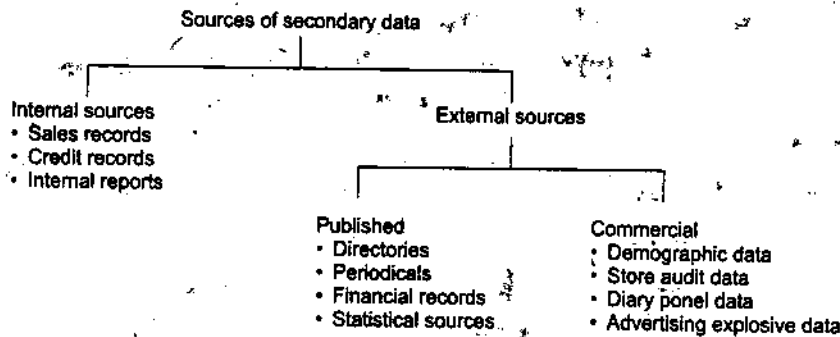 Sources of secondary data
Internal sources
• Sales records
• Credit records
• Internal reports
External sources
Published
• Directories
• Periodicals
• Financial records
• Statistical sources
Commercial
• Demographic data
• Store audit data
• Diary ponel data
• Advertising explosive data